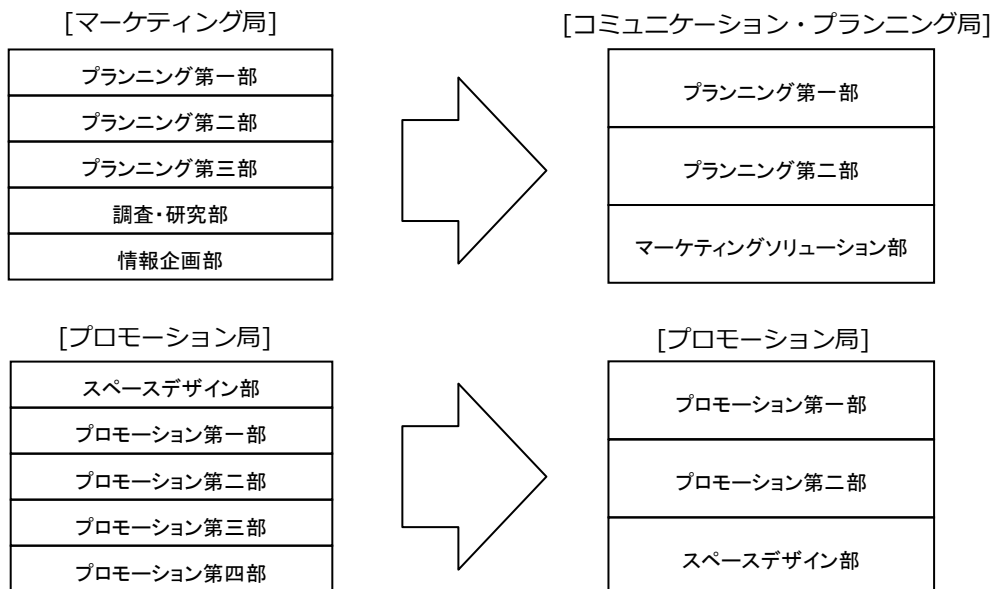 [マーケティング局]
プランニング第一部
プランニング第二部
プランニング第三部
調査・研究部
情報企画部
[コミュニケーション・プランニング局]
プランニング第一部
プランニング第二部
マーケティングソリューション部
[プロモーション局]
スペースデザイン部
プロモーション第一部
プロモーション第二部
プロモーション第三部
プロモーション第四部
[プロモーション局]
プロモーション第一部
プロモーション第二部
スペースデザイン部